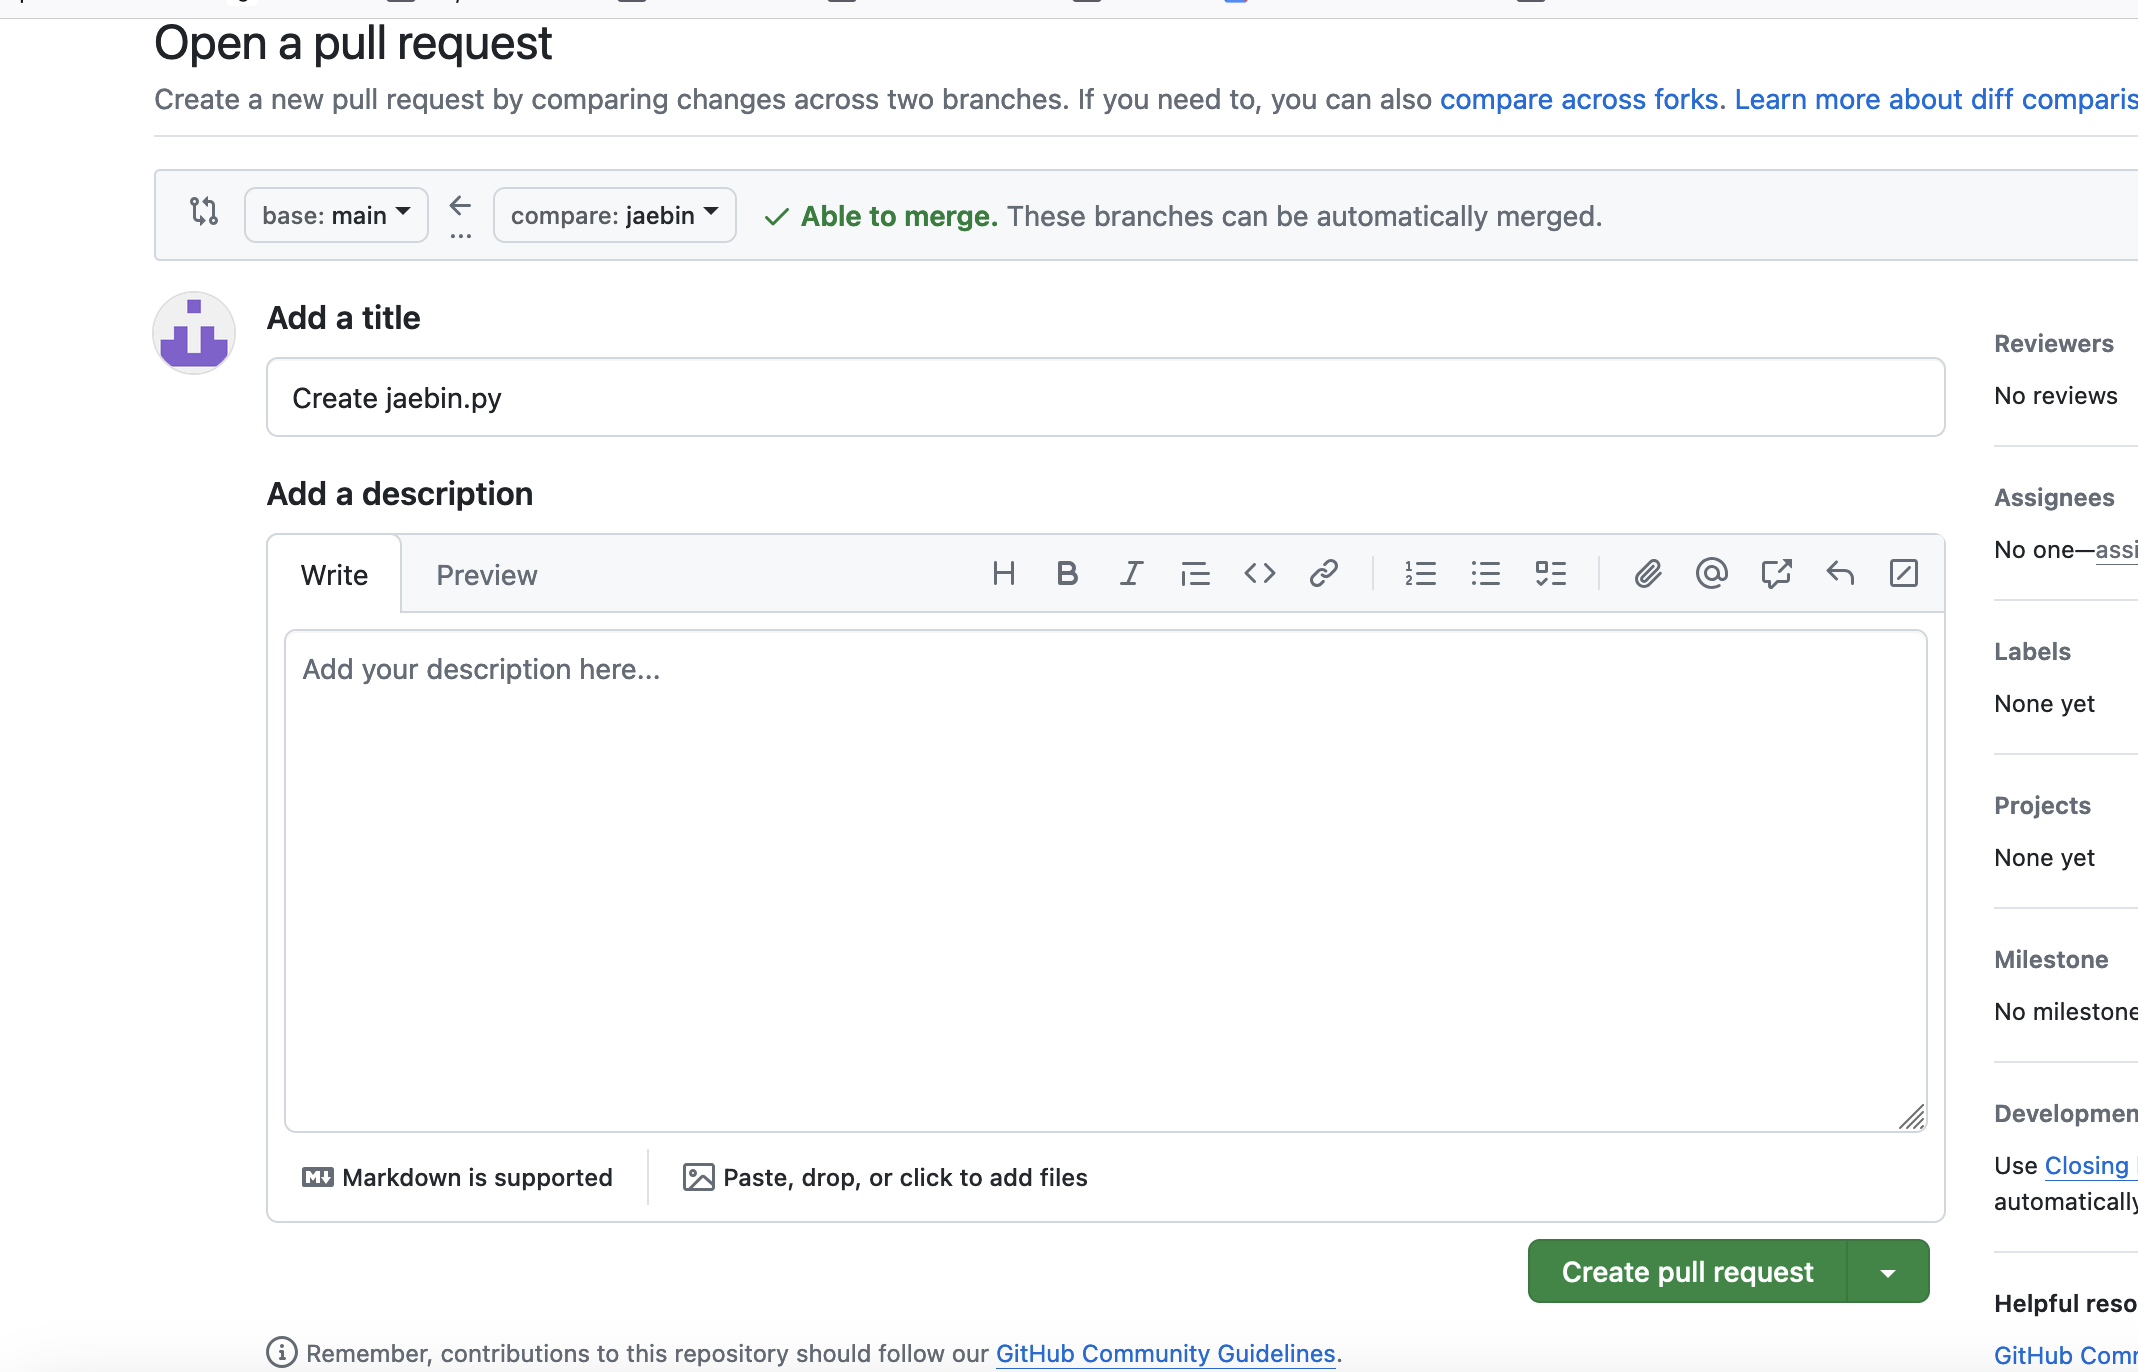 Open a pull request
Create a new pull request by comparing changes across two branches. If you need to, you can also compare across forks. Learn more about diff comparis
base: main
compare: jaebin
Able to merge. These branches can be automatically merged.
Add a title
Create jaebin.py
Add a description
Write
Preview
Add your description here...
Markdown is supported
Paste, drop, or click to add files
Create pull request
Remember, contributions to this repository should follow our GitHub Community Guidelines.
Reviewers
No reviews
Assignees
No one—assi
Labels
None yet
Projects
None yet
Milestone
No milestone
Developmen
Use Closing
automatically
Helpful reso
GitHub Comm